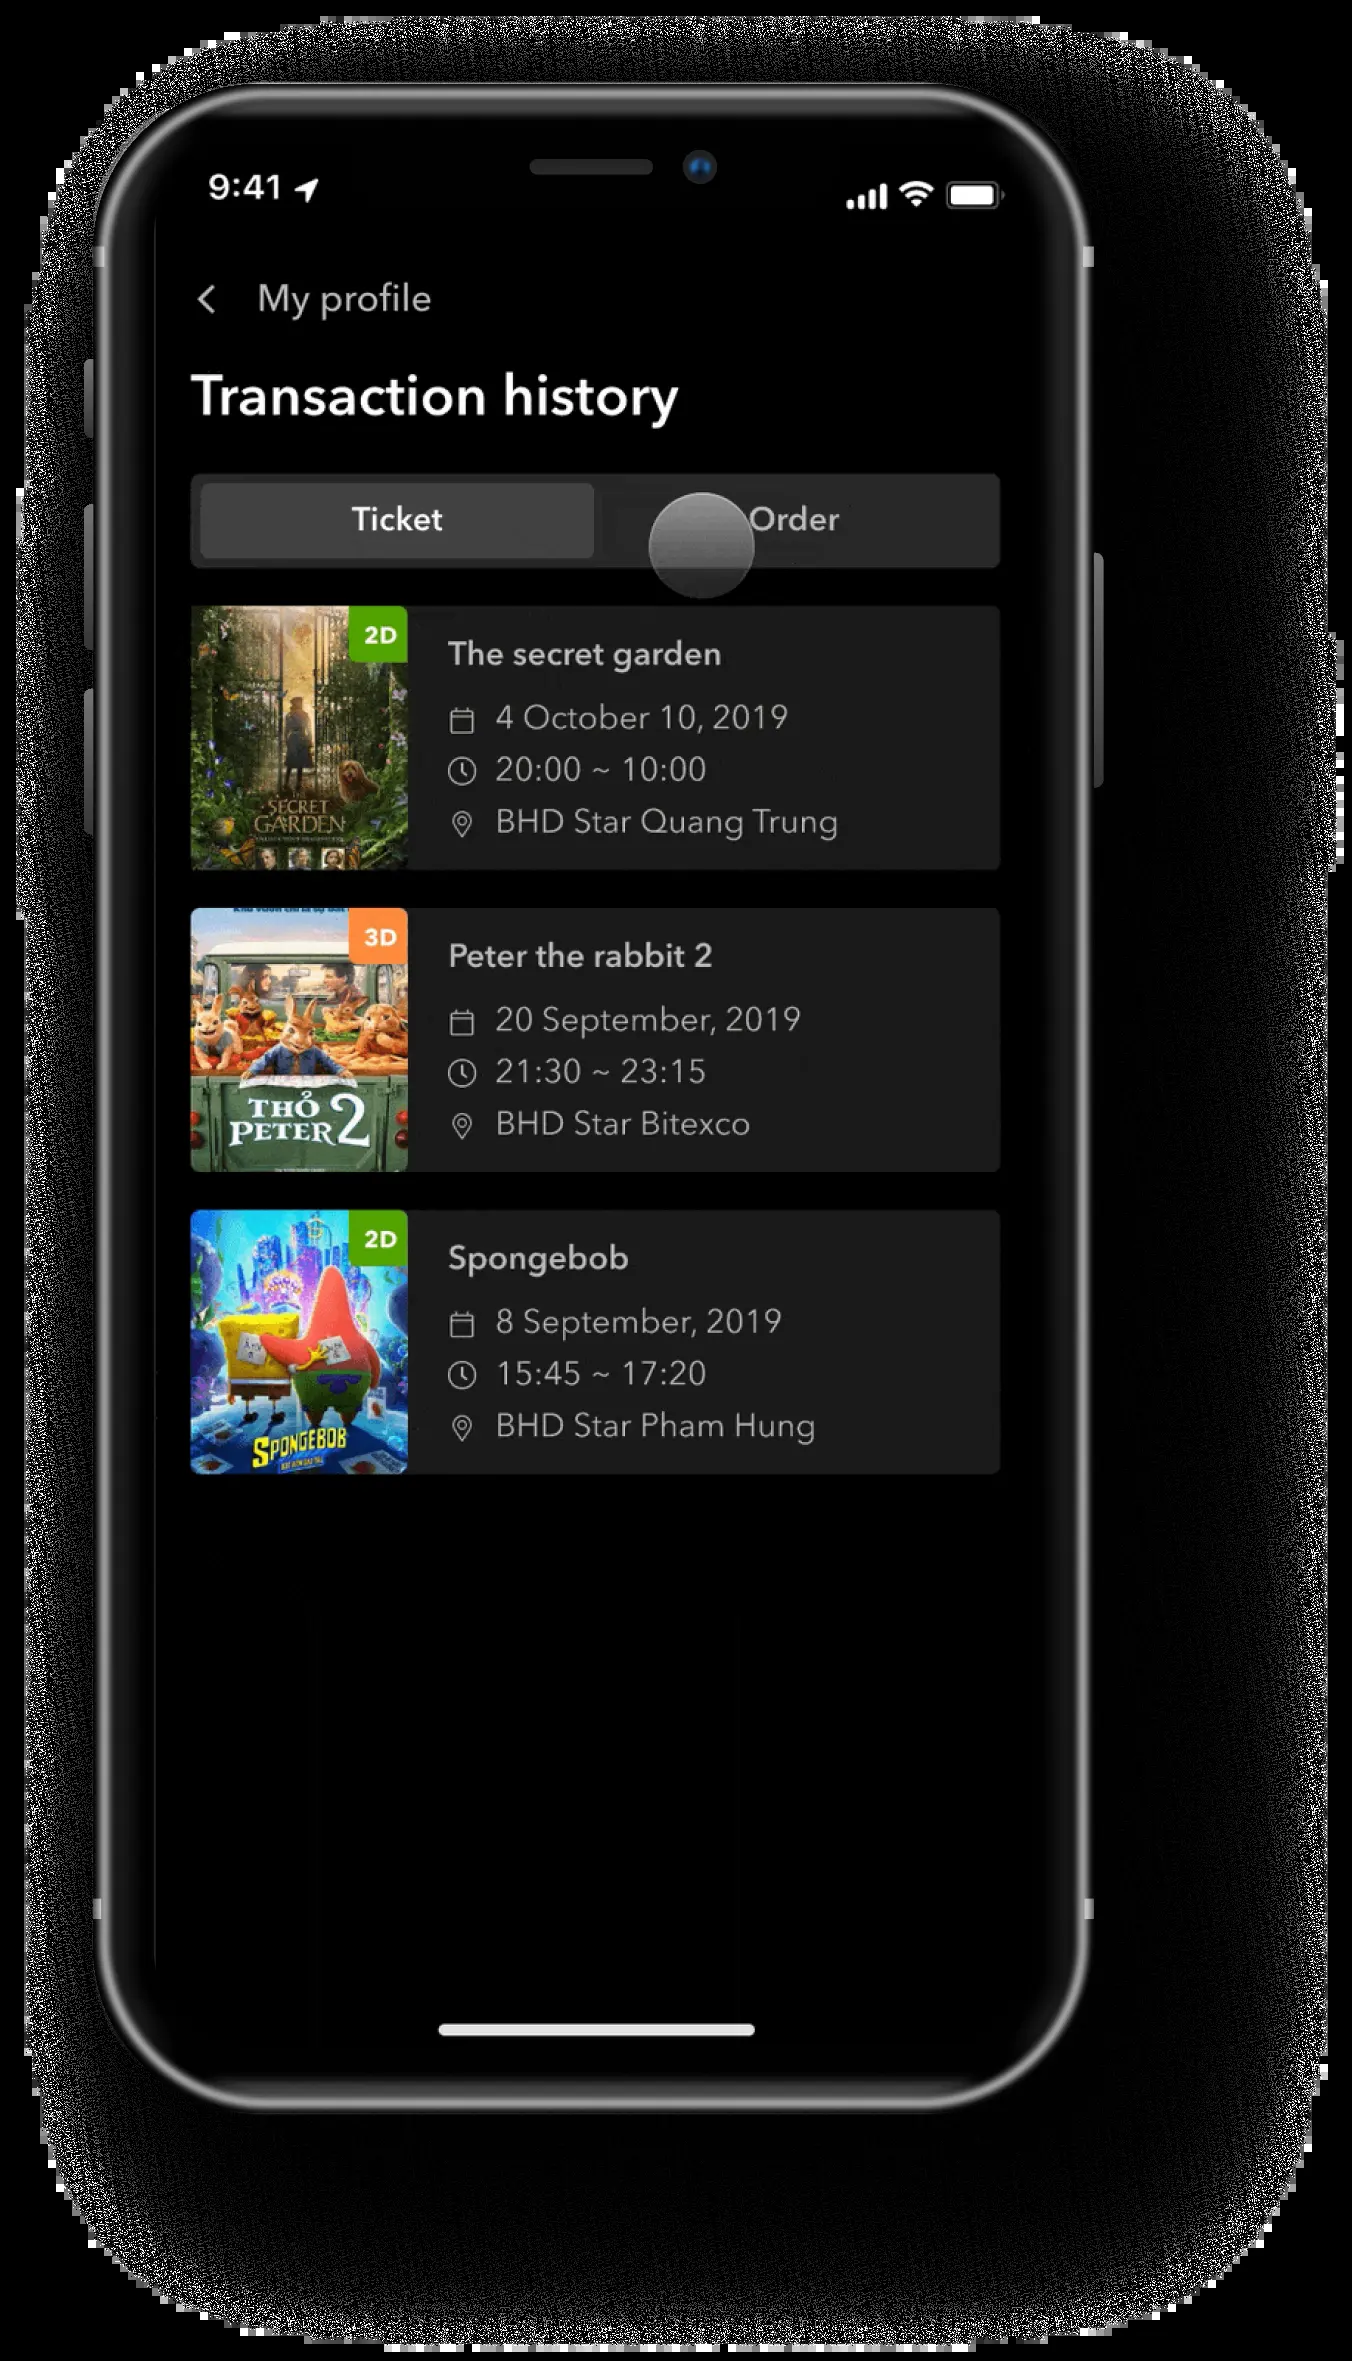 9:41
My profile
Transaction history
Ticket
Order
2D
SECRET
GARDEN
The secret garden
4 October 10, 2019
20:00 ~ 10:00
BHD Star Quang Trung
3D
THỎ
PETER 2
Peter the rabbit 2
20 September, 2019
21:30 ~ 23:15
BHD Star Bitexco
2D
SPONGEBOB
Spongebob
8 September, 2019
15:45 ~ 17:20
BHD Star Pham Hung